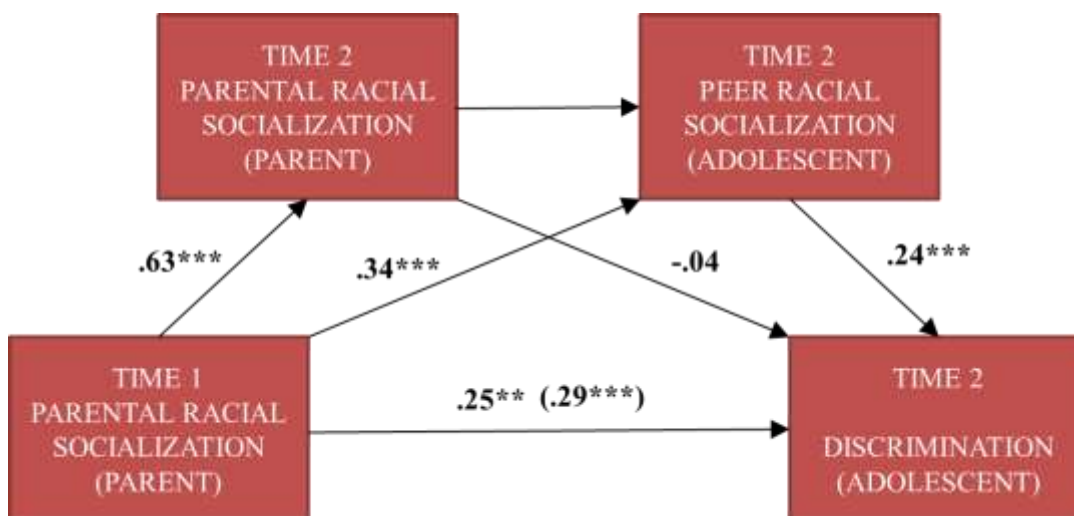 TIME 2
PARENTAL RACIAL
SOCIALIZATION
(PARENT)
TIME 2
PEER RACIAL
SOCIALIZATION
(ADOLESCENT)
.63***
.34***
-.04
.24***
TIME 1
PARENTAL RACIAL
SOCIALIZATION
(PARENT)
.25** (.29***)
TIME 2
DISCRIMINATION
(ADOLESCENT)